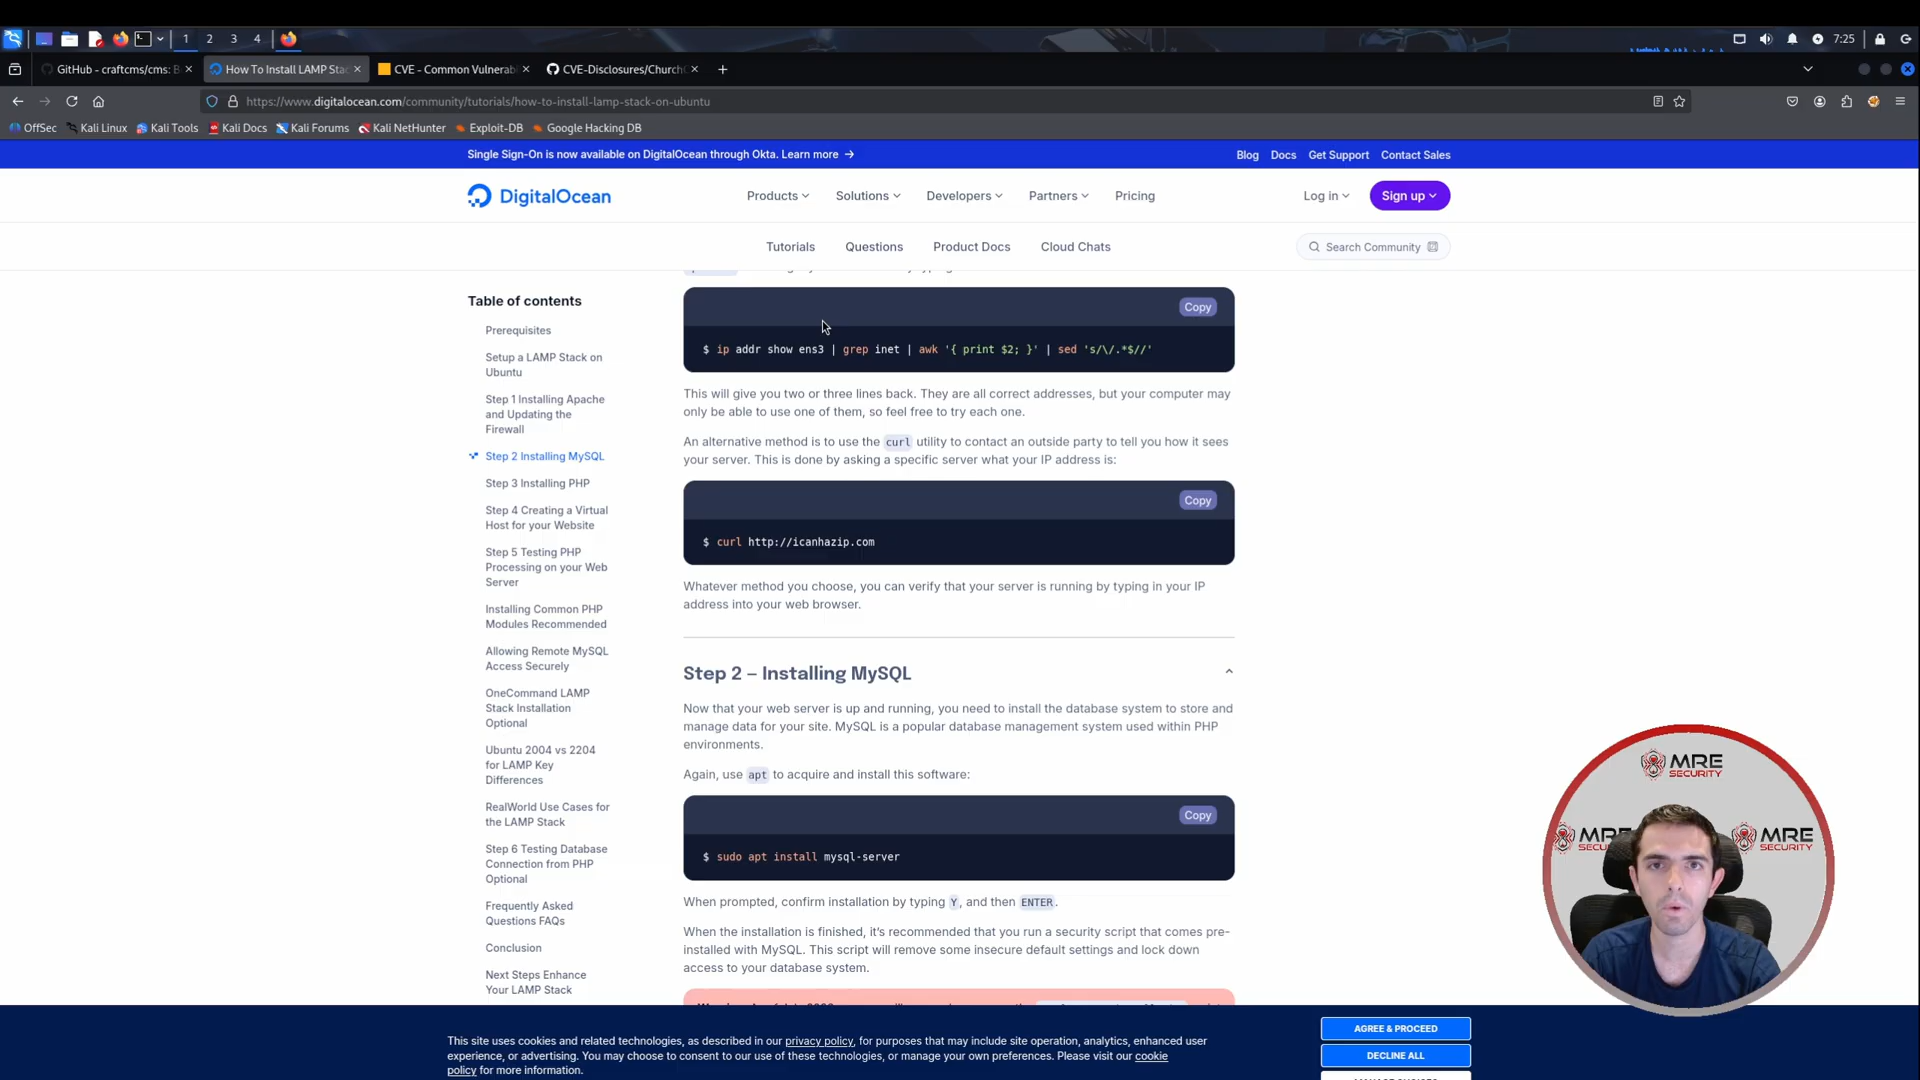 1 2 3 4
7:25
GitHub - craftcms/cms: B
How To Install LAMP Stac
CVE - Common Vulnerabi
CVE-Disclosures/ChurchC
https://www.digitalocean.com/community/tutorials/how-to-install-lamp-stack-on-ubuntu
OffSec Kali Linux Kali Tools Kali Docs Kali Forums Kali NetHunter Exploit-DB Google Hacking DB
Single Sign-On is now available on DigitalOcean through Okta. Learn more →
Blog Docs Get Support Contact Sales
DigitalOcean
Products Solutions Developers Partners Pricing
Log in Sign up
Tutorials Questions Product Docs Cloud Chats
Search Community
Table of contents
Prerequisites
Setup a LAMP Stack on
Ubuntu
Step 1 Installing Apache
and Updating the
Firewall
Step 2 Installing MySQL
Step 3 Installing PHP
Step 4 Creating a Virtual
Host for your Website
Step 5 Testing PHP
Processing on your Web
Server
Installing Common PHP
Modules Recommended
Allowing Remote MySQL
Access Securely
OneCommand LAMP
Stack Installation
Optional
Ubuntu 2004 vs 2204
for LAMP Key
Differences
RealWorld Use Cases for
the LAMP Stack
Step 6 Testing Database
Connection from PHP
Optional
Frequently Asked
Questions FAQs
Conclusion
Next Steps Enhance
Your LAMP Stack
Copy
$ ip addr show ens3 | grep inet | awk '{ print $2; }' | sed 's/\/.*$//'
This will give you two or three lines back. They are all correct addresses, but your computer may
only be able to use one of them, so feel free to try each one.
An alternative method is to use the curl utility to contact an outside party to tell you how it sees
your server. This is done by asking a specific server what your IP address is:
Copy
$ curl http://icanhazip.com
Whatever method you choose, you can verify that your server is running by typing in your IP
address into your web browser.
Step 2 – Installing MySQL
Now that your web server is up and running, you need to install the database system to store and
manage data for your site. MySQL is a popular database management system used within PHP
environments.
Again, use apt to acquire and install this software:
Copy
$ sudo apt install mysql-server
When prompted, confirm installation by typing Y, and then ENTER.
When the installation is finished, it's recommended that you run a security script that comes pre-
installed with MySQL. This script will remove some insecure default settings and lock down
access to your database system.
MRE
SECURITY
MRE
MRE
SECURITY
This site uses cookies and related technologies, as described in our privacy policy, for purposes that may include site operation, analytics, enhanced user
experience, or advertising. You may choose to consent to our use of these technologies, or manage your own preferences. Please visit our cookie
policy for more information.
AGREE & PROCEED
DECLINE ALL